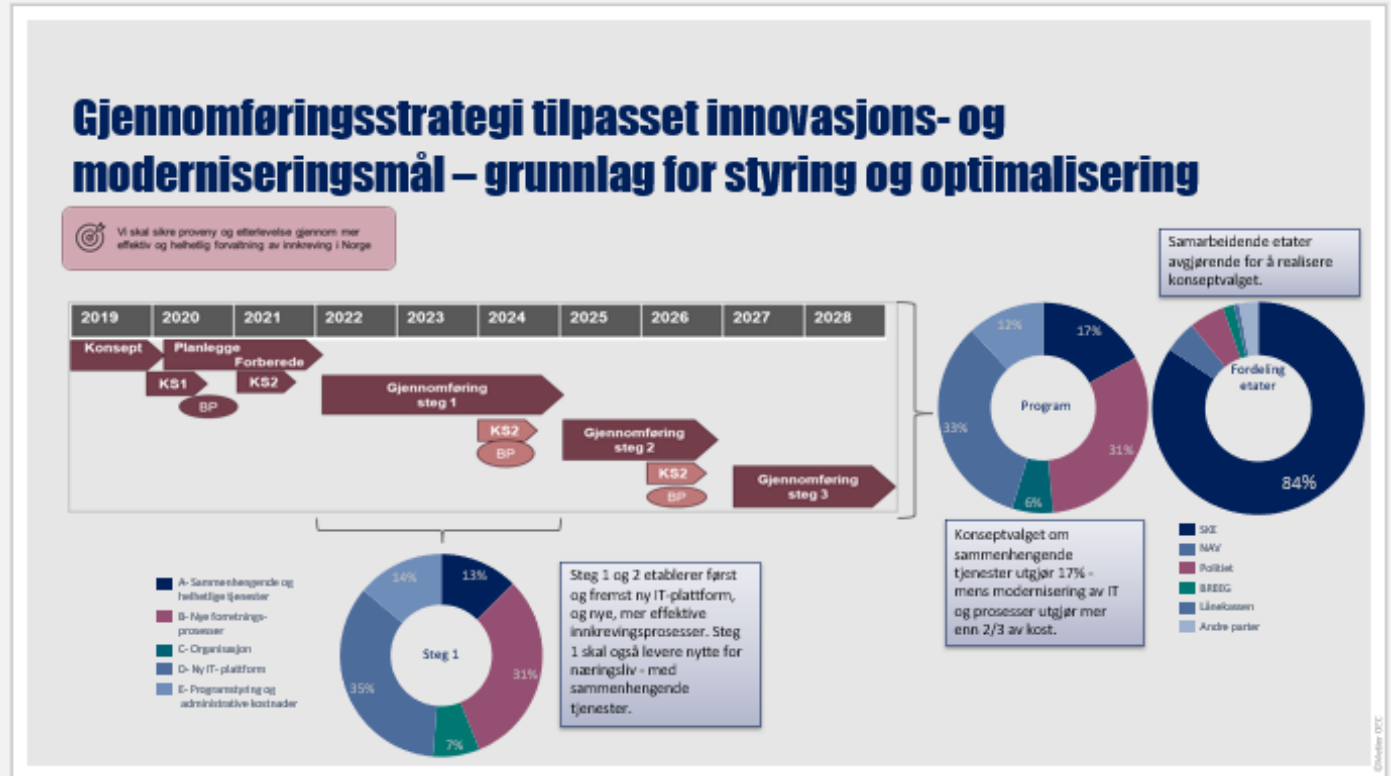 Gjennomføringsstrategi tilpasset innovasjons- og
moderniseringsmål – grunnlag for styring og optimalisering
Vi skal sikre proveny og etterlevelse gjennom mer
effektiv og helhetlig forvaltning av innkreving i Norge
Samarbeidende etater
avgjørende for å realisere
konseptvalget.
2019 2020 2021 2022 2023 2024 2025 2026 2027 2028
Konsept
Planlegge
Forberede
KS1
KS2
BP
Gjennomføring
steg 1
KS2
BP
Gjennomføring
steg 2
KS2
BP
Gjennomføring
steg 3
12%
17%
Program
33%
31%
6%
Fordeling
etater
84%
Konseptvalget om
sammenhengende
tjenester utgjør 17% -
mens modernisering av IT
og prosesser utgjør mer
enn 2/3 av kost.
SKE
NAV
Politiet
BREEG
Lånekassen
Andre parter
A- Sammenhengende og
helhetlige tjenester
B- Nye forretnings-
prosesser
C- Organisasjon
D- Ny IT- plattform
E- Programstyring og
administrative kostnader
14%
13%
Steg 1
35%
31%
7%
Steg 1 og 2 etablerer først
og fremst ny IT-plattform,
og nye, mer effektive
innkrevingsprosesser. Steg
1 skal også levere nytte for
næringsliv - med
sammenhengende
tjenester.